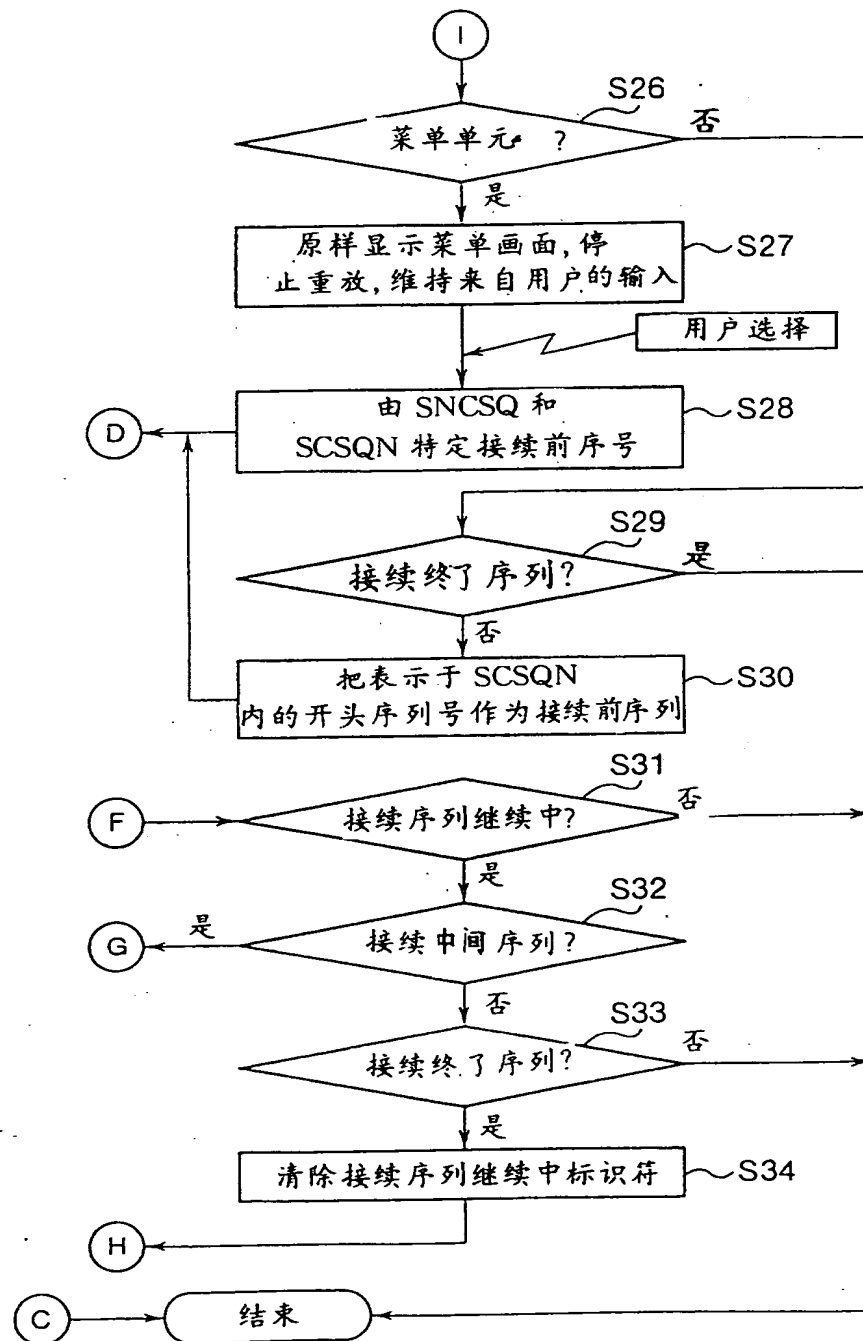 I
S26
菜单单元 ?
否
是
原样显示菜单画面,停
止重放,维持来自用户的输入
S27
用户选择
由 SNCSQ 和
SCSQN 特定接续前序号
S28
D
S29
接续终了序列?
是
否
把表示于 SCSQN
内的开头序列号作为接续前序列
S30
S31
F
接续序列继续中?
否
是
S32
G
是
接续中间序列?
否
S33
接续终了序列?
否
是
清除接续序列继续中标识符
S34
H
C
结束